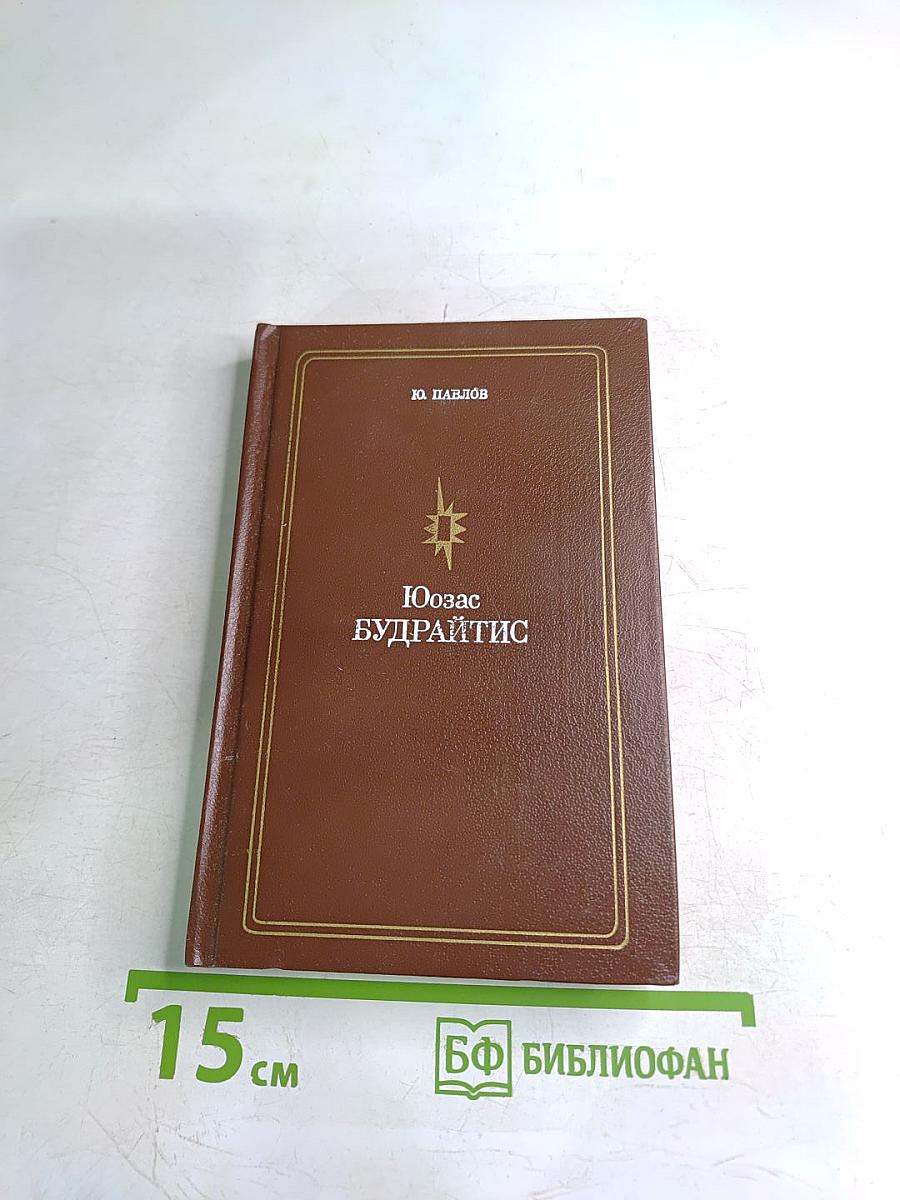 Ю. ПАВЛОВ
Юозас
БУДРАЙТИС
15 см
БФ БИБЛИОФАН